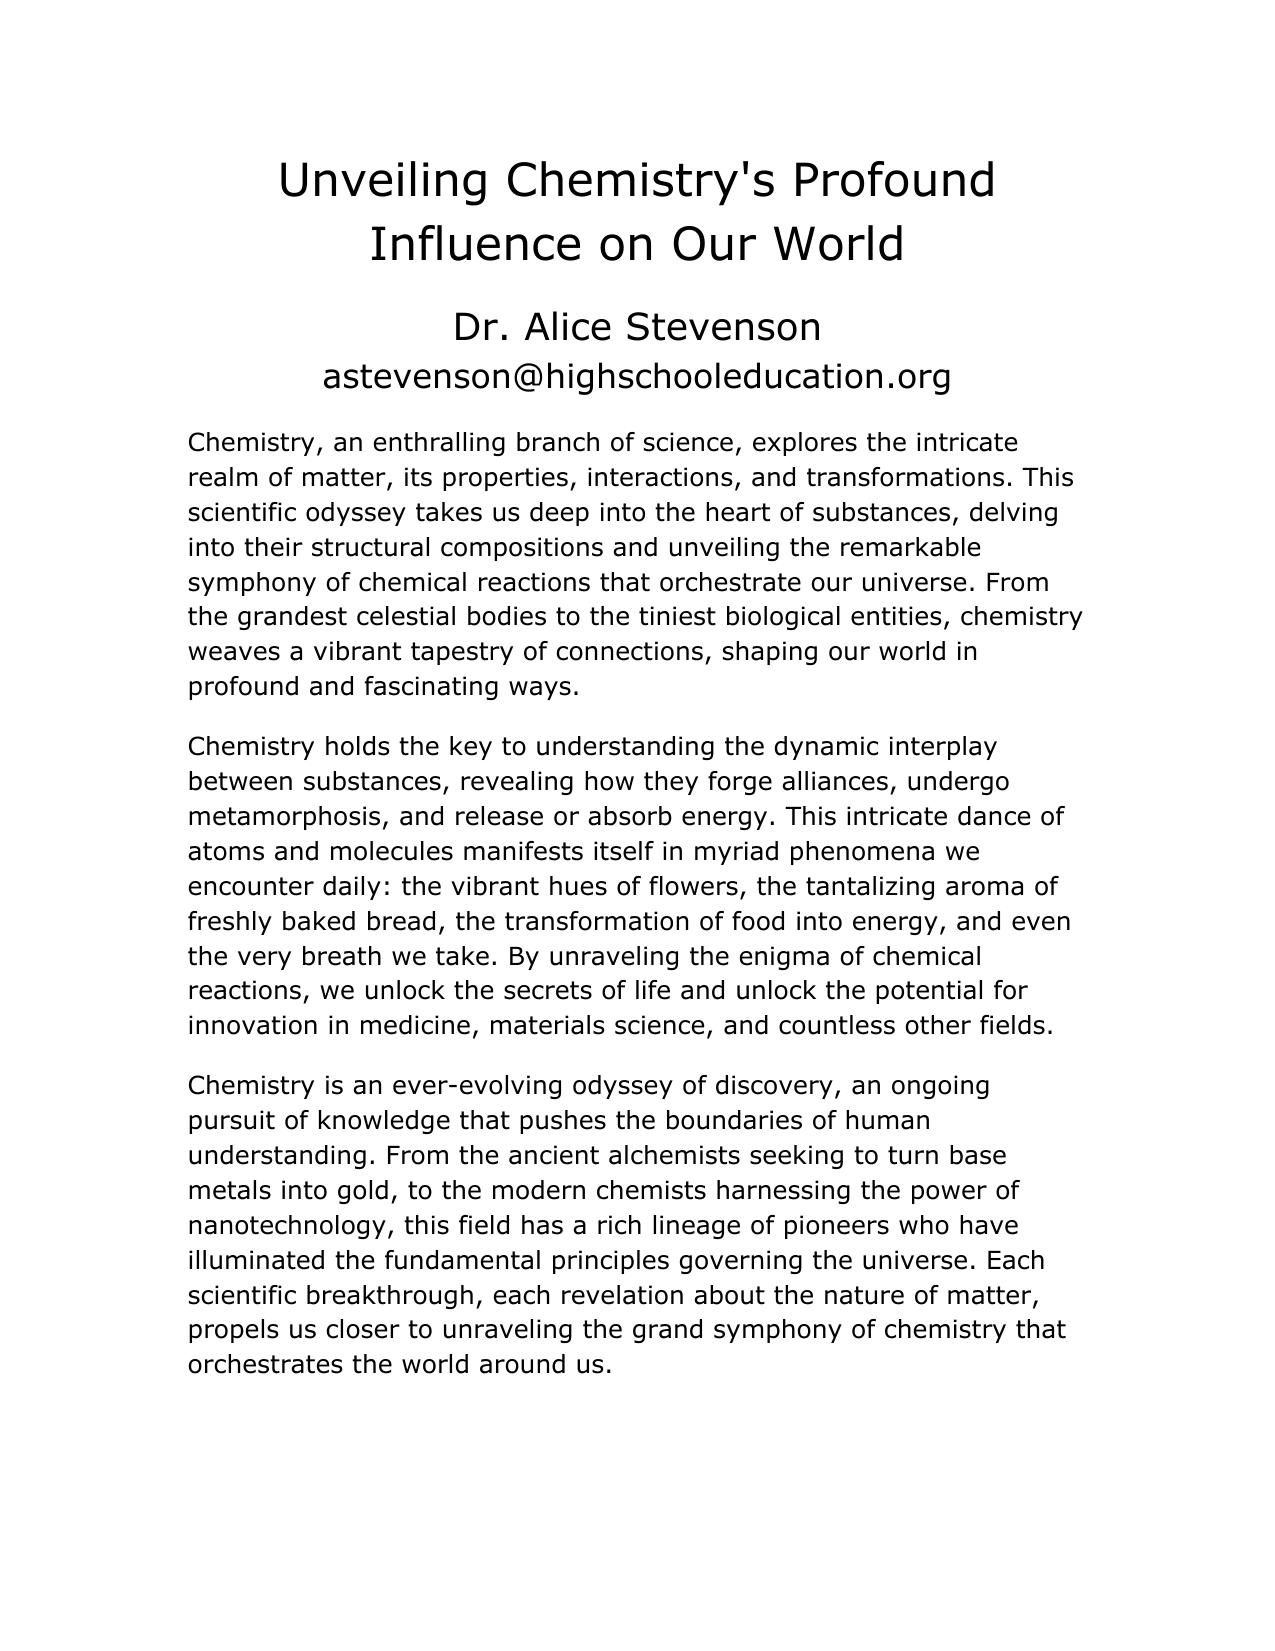 Unveiling Chemistry's Profound
Influence on Our World
Dr. Alice Stevenson
astevenson@highschooleducation.org
Chemistry, an enthralling branch of science, explores the intricate
realm of matter, its properties, interactions, and transformations. This
scientific odyssey takes us deep into the heart of substances, delving
into their structural compositions and unveiling the remarkable
symphony of chemical reactions that orchestrate our universe. From
the grandest celestial bodies to the tiniest biological entities, chemistry
weaves a vibrant tapestry of connections, shaping our world in
profound and fascinating ways.
Chemistry holds the key to understanding the dynamic interplay
between substances, revealing how they forge alliances, undergo
metamorphosis, and release or absorb energy. This intricate dance of
atoms and molecules manifests itself in myriad phenomena we
encounter daily: the vibrant hues of flowers, the tantalizing aroma of
freshly baked bread, the transformation of food into energy, and even
the very breath we take. By unraveling the enigma of chemical
reactions, we unlock the secrets of life and unlock the potential for
innovation in medicine, materials science, and countless other fields.
Chemistry is an ever-evolving odyssey of discovery, an ongoing
pursuit of knowledge that pushes the boundaries of human
understanding. From the ancient alchemists seeking to turn base
metals into gold, to the modern chemists harnessing the power of
nanotechnology, this field has a rich lineage of pioneers who have
illuminated the fundamental principles governing the universe. Each
scientific breakthrough, each revelation about the nature of matter,
propels us closer to unraveling the grand symphony of chemistry that
orchestrates the world around us.